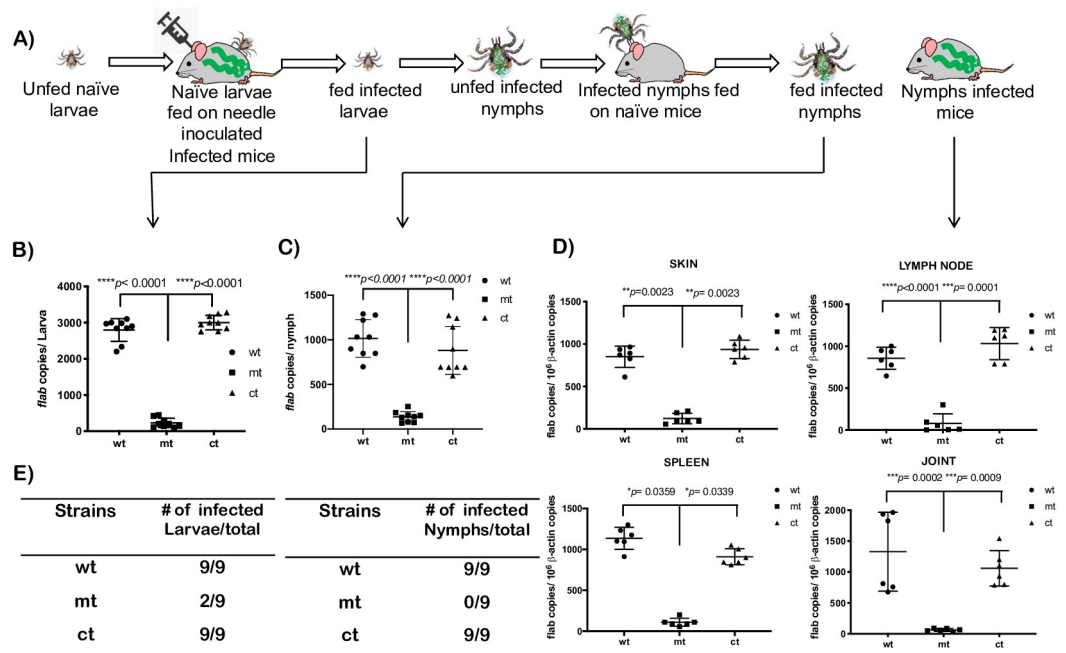 A)
Unfed naïve
larvae
Naïve larvae
fed on needle
inoculated
Infected mice
fed infected
larvae
unfed infected
nymphs
Infected nymphs fed
on naïve mice
fed infected
nymphs
Nymphs infected
mice
B)
****p< 0.0001 ****p<0.0001
flab copies/ Larva
4000
3000
2000
1000
0
wt
mt
ct
wt mt ct
C)
****p<0.0001 ****p<0.0001
flab copies/ nymph
1500
1000
500
0
wt
mt
ct
wt mt ct
D)
SKIN
**p=0.0023 **p= 0.0023
flab copies/ 10⁶ β-actin copies
1500
1000
500
0
wt
mt
ct
wt mt ct
LYMPH NODE
****p<0.0001 ***p= 0.0001
flab copies/ 10⁶ β-actin copies
1500
1000
500
0
wt
mt
ct
wt mt ct
SPLEEN
*p= 0.0359 *p= 0.0339
flab copies/ 10⁶ β-actin copies
1500
1000
500
0
wt
mt
ct
wt mt ct
JOINT
***p= 0.0002 ***p= 0.0009
flab copies/ 10⁶ β-actin copies
2000
1500
1000
500
0
wt
mt
ct
wt mt ct
E)
Strains # of infected
Larvae/total
wt 9/9
mt 2/9
ct 9/9
Strains # of infected
Nymphs/total
wt 9/9
mt 0/9
ct 9/9